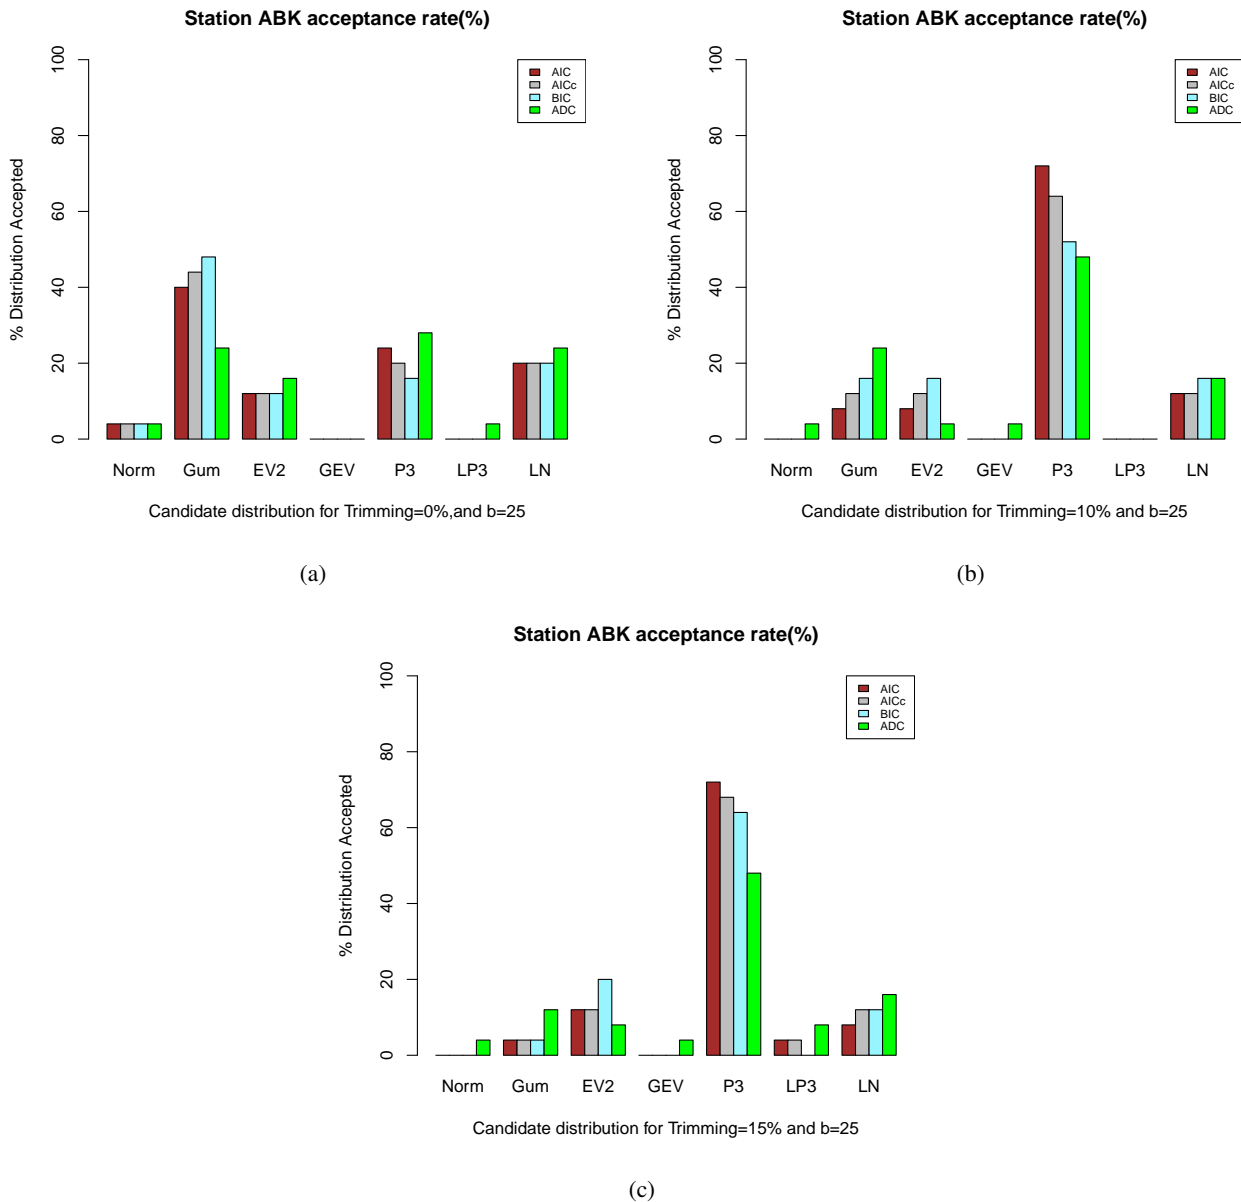 Station ABK acceptance rate(%)
% Distribution Accepted
100
80
60
40
20
0
AIC
AICc
BIC
ADC
Norm Gum EV2 GEV P3 LP3 LN
Candidate distribution for Trimming=0%,and b=25
(a)
Station ABK acceptance rate(%)
% Distribution Accepted
100
80
60
40
20
0
AIC
AICc
BIC
ADC
Norm Gum EV2 GEV P3 LP3 LN
Candidate distribution for Trimming=10% and b=25
(b)
Station ABK acceptance rate(%)
% Distribution Accepted
100
80
60
40
20
0
AIC
AICc
BIC
ADC
Norm Gum EV2 GEV P3 LP3 LN
Candidate distribution for Trimming=15% and b=25
(c)